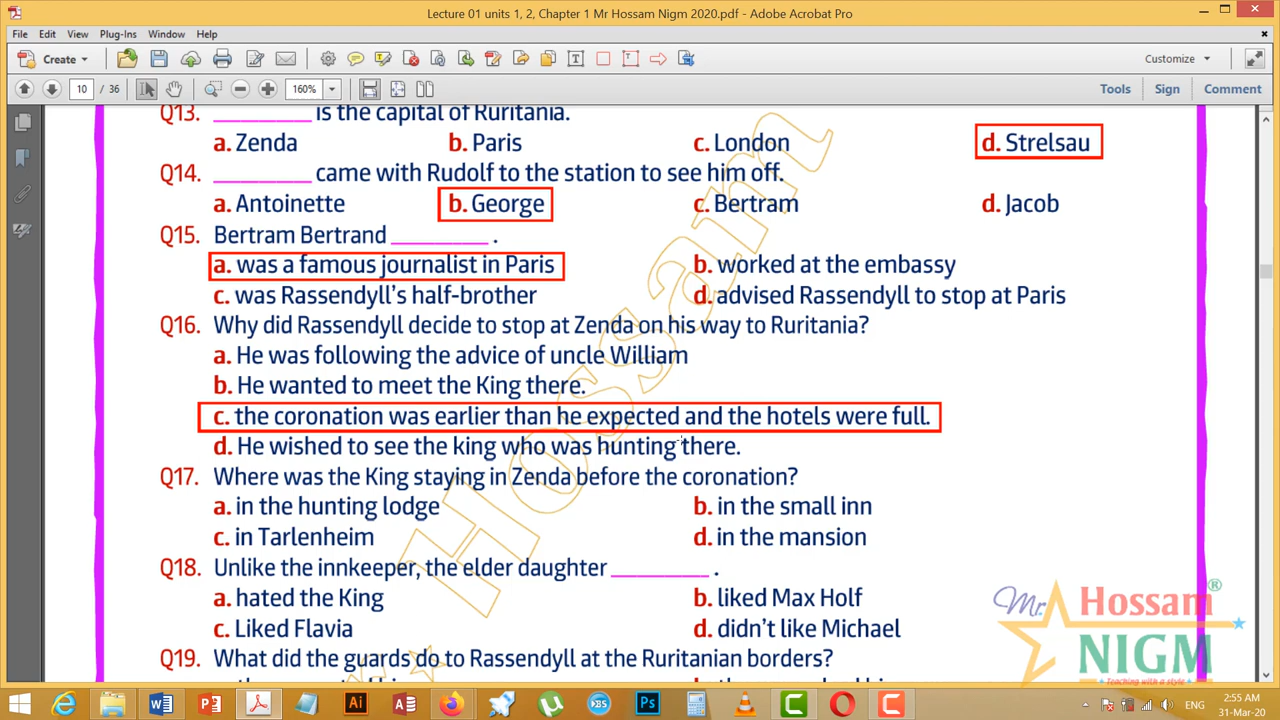 Lecture 01 units 1, 2, Chapter 1 Mr Hossam Nigm 2020.pdf - Adobe Acrobat Pro
File Edit View Plug-Ins Window Help
Create Customize
10 / 36 160% Tools Sign Comment
Q13. __________ is the capital of Ruritania.
a. Zenda b. Paris c. London d. Strelsau
Q14. __________ came with Rudolf to the station to see him off.
a. Antoinette b. George c. Bertram d. Jacob
Q15. Bertram Bertrand __________ .
a. was a famous journalist in Paris b. worked at the embassy
c. was Rassendyll's half-brother d. advised Rassendyll to stop at Paris
Q16. Why did Rassendyll decide to stop at Zenda on his way to Ruritania?
a. He was following the advice of uncle William
b. He wanted to meet the King there.
c. the coronation was earlier than he expected and the hotels were full.
d. He wished to see the king who was hunting there.
Q17. Where was the King staying in Zenda before the coronation?
a. in the hunting lodge b. in the small inn
c. in Tarlenheim d. in the mansion
Q18. Unlike the innkeeper, the elder daughter __________ .
a. hated the King b. liked Max Holf
c. Liked Flavia d. didn't like Michael
Q19. What did the guards do to Rassendyll at the Ruritanian borders?
Hossam
Mr. Hossam
NIGM
Teaching with a style
ENG 2:55 AM
31-Mar-20